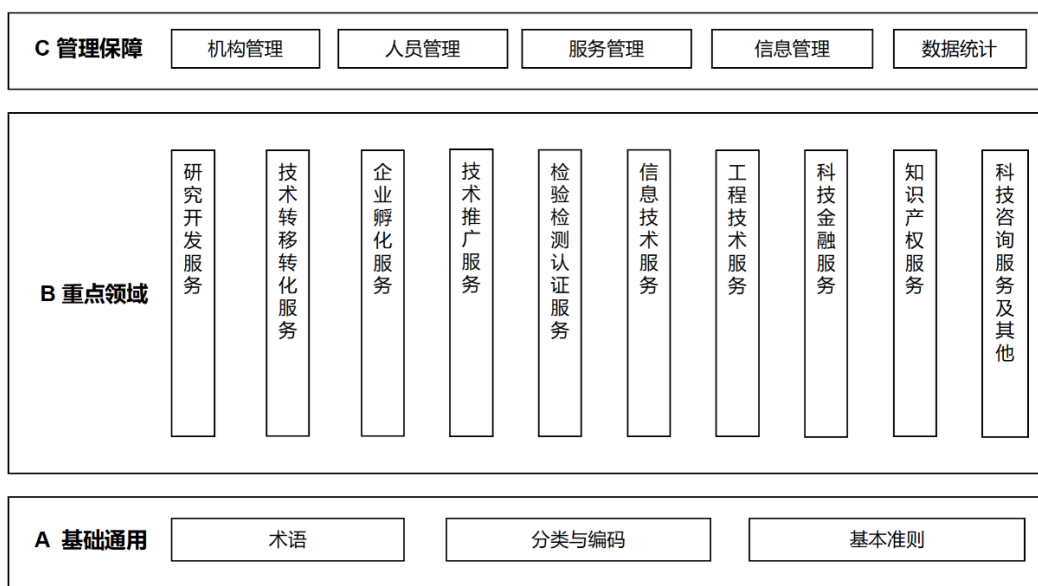 C 管理保障
机构管理
人员管理
服务管理
信息管理
数据统计
B 重点领域
研究开发服务
技术转移转化服务
企业孵化服务
技术推广服务
检验检测认证服务
信息技术服务
工程技术服务
科技金融服务
知识产权服务
科技咨询服务及其他
A 基础通用
术语
分类与编码
基本准则